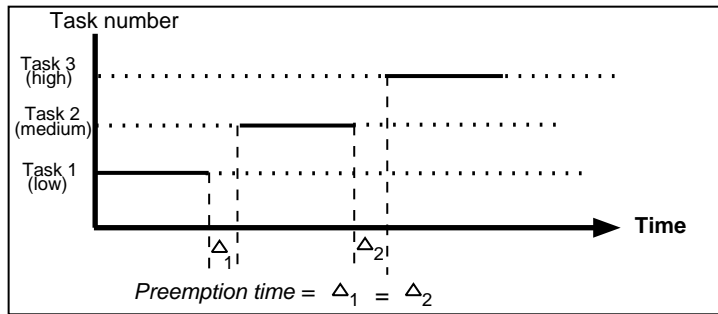 Task number
Task 3
(high)
Task 2
(medium)
Task 1
(low)
Time
Δ1 Δ2
Preemption time = Δ1 = Δ2